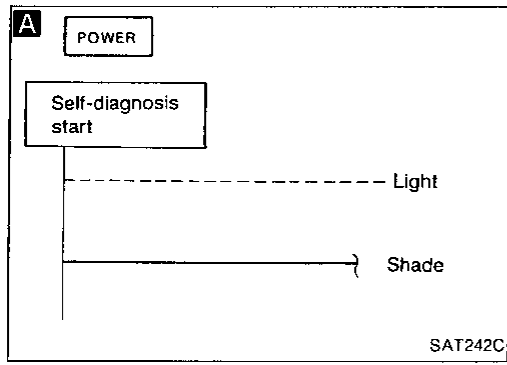 A
POWER
Self-diagnosis
start
Light
Shade
SAT242C